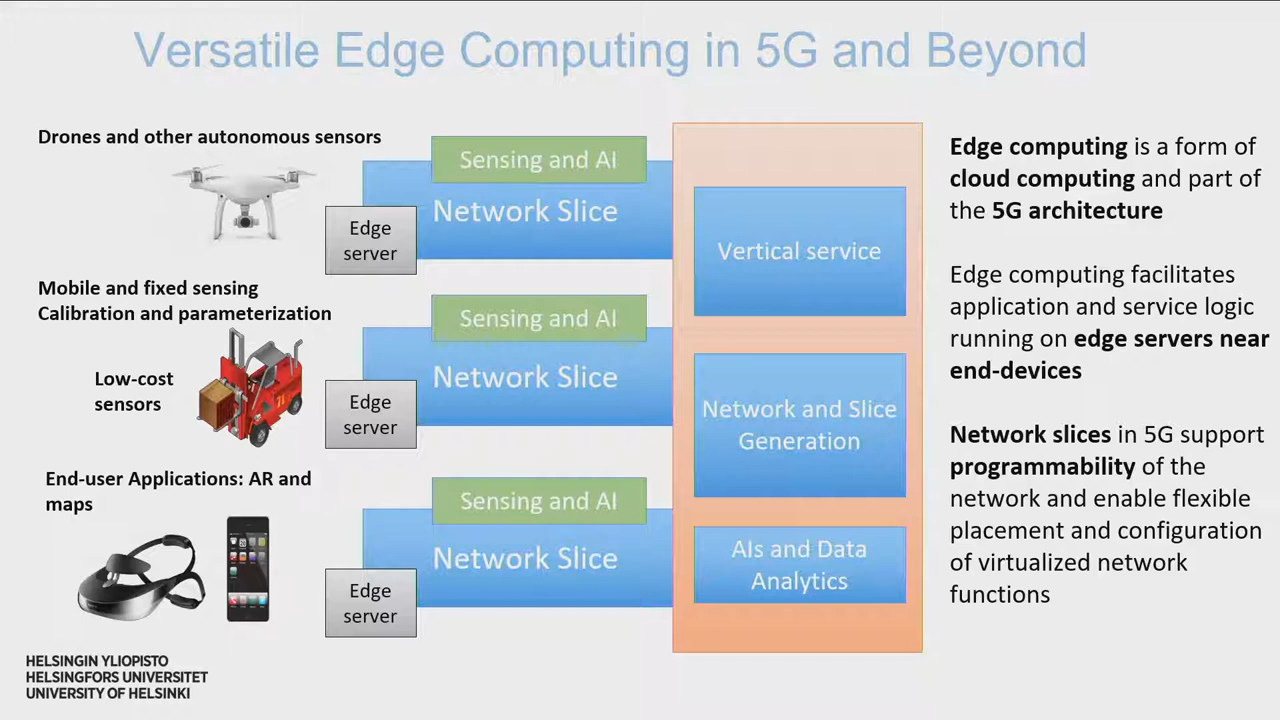 Versatile Edge Computing in 5G and Beyond
Drones and other autonomous sensors
Sensing and AI
Network Slice
Edge
server
Mobile and fixed sensing
Calibration and parameterization
Low-cost
sensors
Sensing and AI
Network Slice
Edge
server
End-user Applications: AR and
maps
Sensing and AI
Network Slice
Edge
server
Vertical service
Network and Slice
Generation
AIs and Data
Analytics
Edge computing is a form of
cloud computing and part of
the 5G architecture
Edge computing facilitates
application and service logic
running on edge servers near
end-devices
Network slices in 5G support
programmability of the
network and enable flexible
placement and configuration
of virtualized network
functions
HELSINGIN YLIOPISTO
HELSINGFORS UNIVERSITET
UNIVERSITY OF HELSINKI